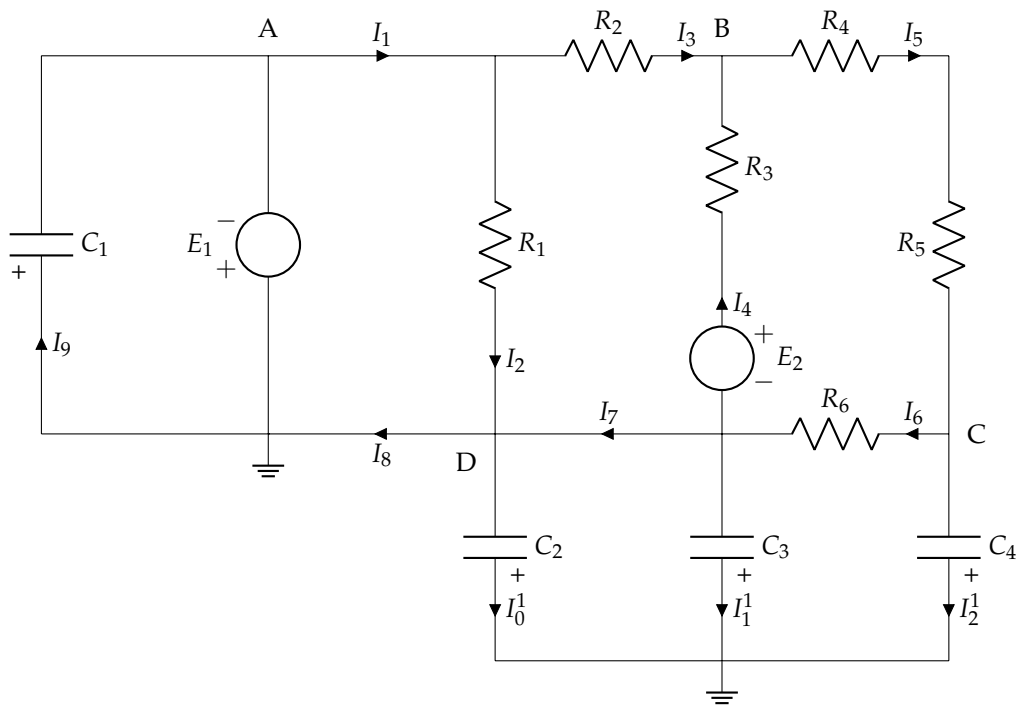 A I₁ R₂ I₃ B R₄ I₅
R₃
C₁ − E₁ + R₁ R₅
+
I₉ I₂ I₄
+ E₂ −
R₆
I₈ D I₇ I₆ C
C₂ C₃ C₄
+ + +
I₀¹ I₁¹ I₂¹